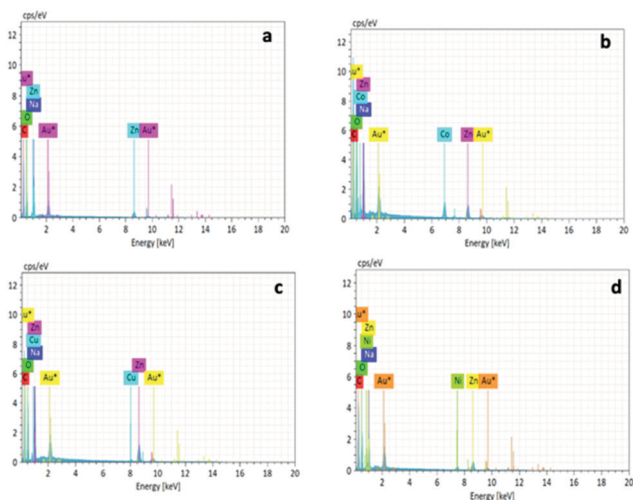 cps/eV
a
12
10
u*
8
Zn
Na
6
O
C Au* Zn Au*
4
2
0
2 4 6 8 10 12 14 16 18 20
Energy [keV]
cps/eV
b
12
10
u*
Zn
8
Co
Na
O
6
C Au* Co Zn Au*
4
2
0
2 4 6 8 10 12 14 16 18 20
Energy [keV]
cps/eV
c
12
10
u*
Zn
8
Cu
Na
O
Zn
6
C Au* Cu Au*
4
2
0
2 4 6 8 10 12 14 16 18 20
Energy [keV]
cps/eV
d
12
10
u*
Zn
8
Ni
Na
O
6
C Au* Ni Zn Au*
4
2
0
2 4 6 8 10 12 14 16 18 20
Energy [keV]